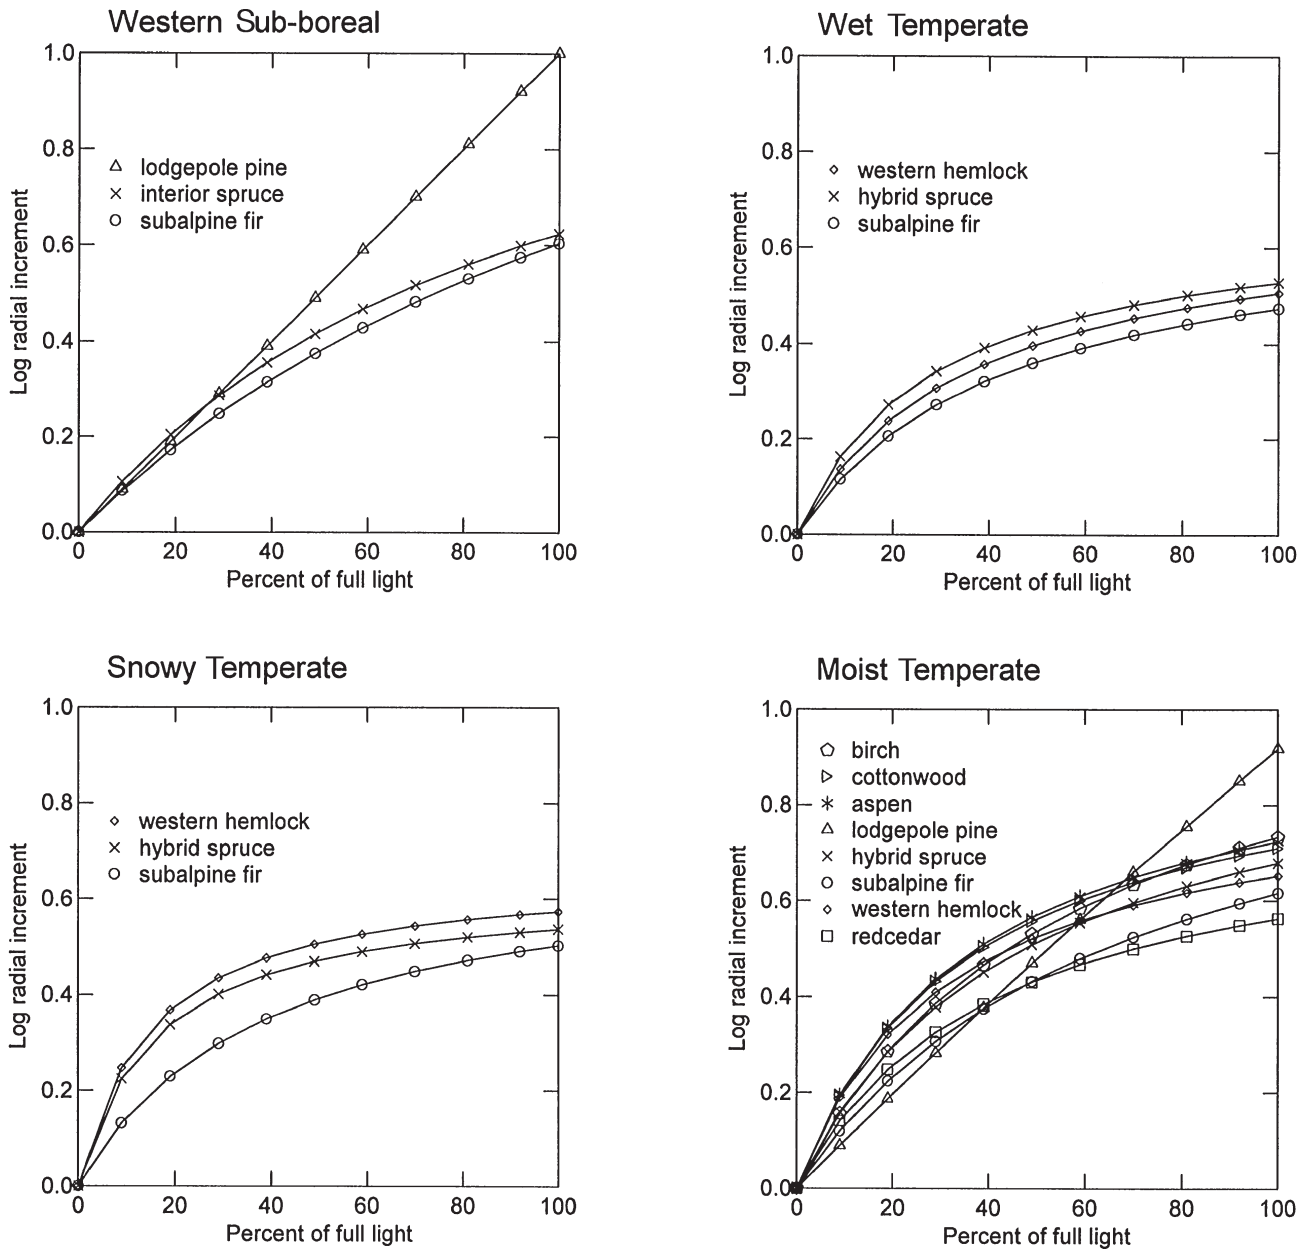 Western Sub-boreal
1.0
0.8
0.6
0.4
0.2
0.0
Log radial increment
lodgepole pine
interior spruce
subalpine fir
0 20 40 60 80 100
Percent of full light
Wet Temperate
1.0
0.8
0.6
0.4
0.2
0.0
Log radial increment
western hemlock
hybrid spruce
subalpine fir
0 20 40 60 80 100
Percent of full light
Snowy Temperate
1.0
0.8
0.6
0.4
0.2
0.0
Log radial increment
western hemlock
hybrid spruce
subalpine fir
0 20 40 60 80 100
Percent of full light
Moist Temperate
1.0
0.8
0.6
0.4
0.2
0.0
Log radial increment
birch
cottonwood
aspen
lodgepole pine
hybrid spruce
subalpine fir
western hemlock
redcedar
0 20 40 60 80 100
Percent of full light